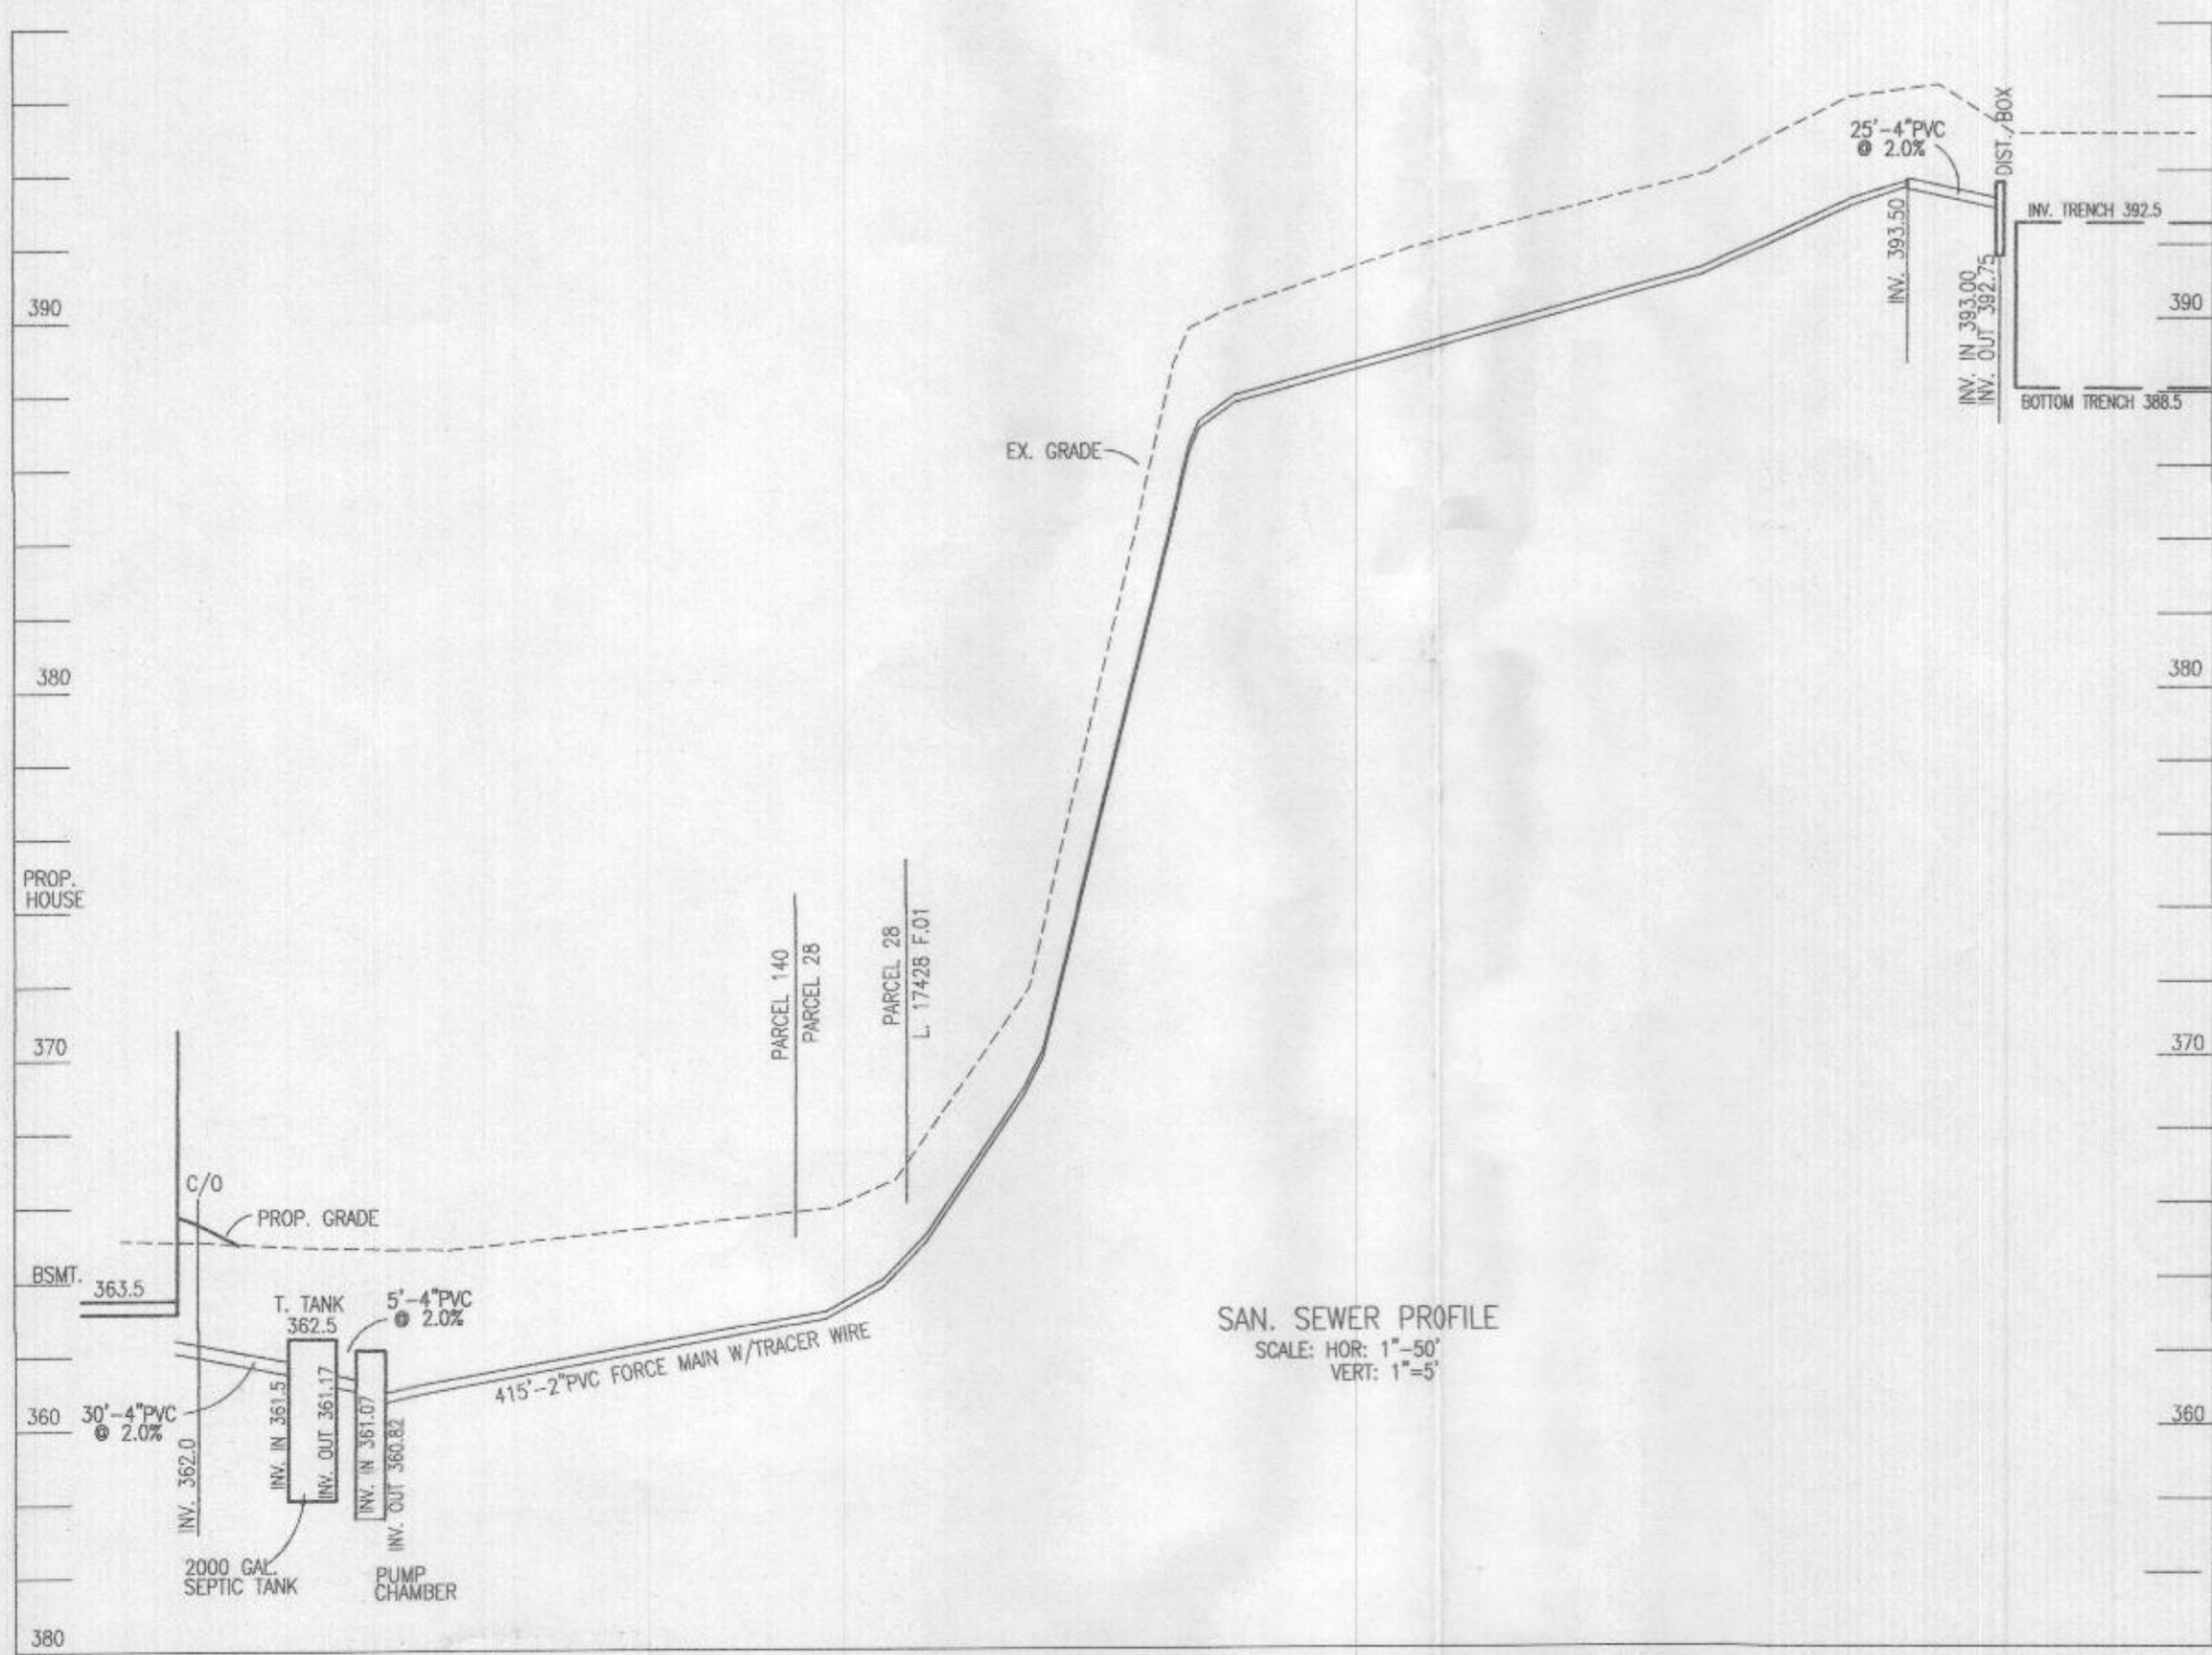 390
380
PROP.
HOUSE
370
BSMT.
363.5
360
380
C/O
PROP. GRADE
T. TANK
362.5
5'-4"PVC
@ 2.0%
30'-4"PVC
@ 2.0%
INV. 362.0
INV. IN 361.5
INV. OUT 361.17
INV. IN 361.07
INV. OUT 360.82
2000 GAL.
SEPTIC TANK
PUMP
CHAMBER
415'-2"PVC FORCE MAIN W/TRACER WIRE
PARCEL 140
PARCEL 28
PARCEL 28
L. 17428 F.01
EX. GRADE
SAN. SEWER PROFILE
SCALE: HOR: 1"-50'
VERT: 1"=5'
25'-4"PVC
@ 2.0%
DIST./BOX
INV. 393.50
INV. IN 393.00
INV. OUT 392.75
INV. TRENCH 392.5
BOTTOM TRENCH 388.5
390
380
370
360